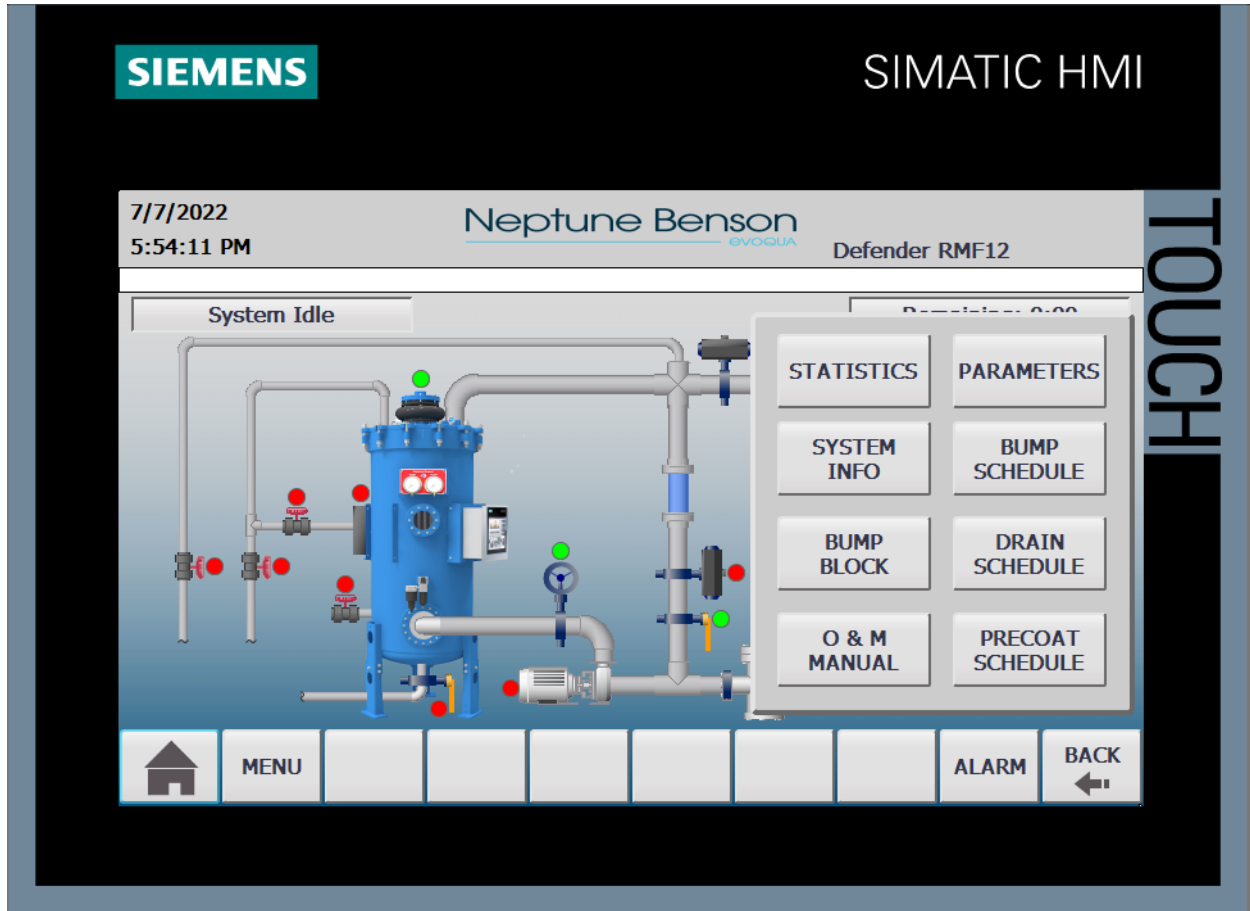 SIEMENS
SIMATIC HMI
TOUCH
7/7/2022
5:54:11 PM
Neptune Benson
evoqua
Defender RMF12
System Idle
STATISTICS
PARAMETERS
SYSTEM
INFO
BUMP
SCHEDULE
BUMP
BLOCK
DRAIN
SCHEDULE
O & M
MANUAL
PRECOAT
SCHEDULE
MENU
ALARM
BACK